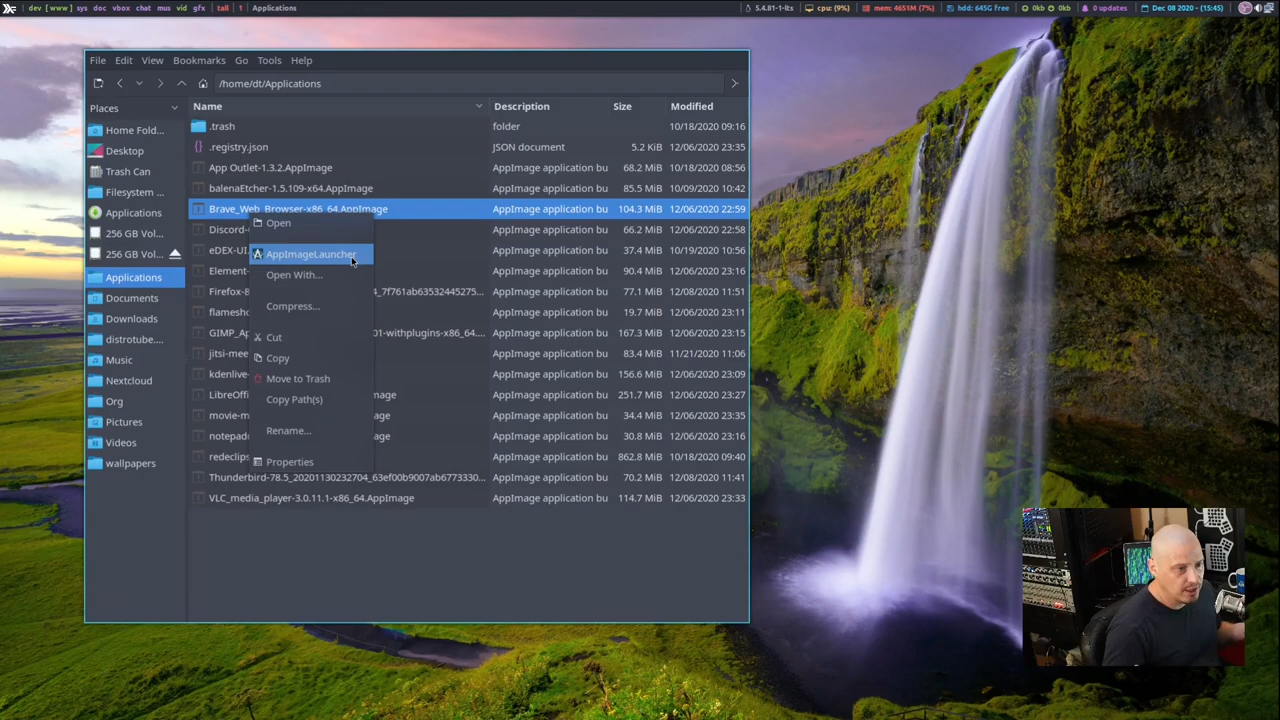 dev [ www ] sys doc vbox chat mus vid gfx | tall | 1 | Applications
5.4.81-1-lts | cpu: (9%) | mem: 4651M (7%) | hdd: 645G free | 0kb 0kb | 0 updates | Dec 08 2020 - (15:45)
File Edit View Bookmarks Go Tools Help
/home/dt/Applications
Places
Home Fold...
Desktop
Trash Can
Filesystem ...
Applications
256 GB Vol...
256 GB Vol...
Applications
Documents
Downloads
distrotube....
Music
Nextcloud
Org
Pictures
Videos
wallpapers
Name Description Size Modified
.trash folder 10/18/2020 09:16
.registry.json JSON document 5.2 KiB 12/06/2020 23:35
App Outlet-1.3.2.AppImage AppImage application bu 68.2 MiB 10/18/2020 08:56
balenaEtcher-1.5.109-x64.AppImage AppImage application bu 85.5 MiB 10/09/2020 10:42
Brave_Web_Browser-x86_64.AppImage AppImage application bu 104.3 MiB 12/06/2020 22:59
Discord- AppImage application bu 66.2 MiB 12/06/2020 22:58
eDEX-UI. AppImage application bu 37.4 MiB 10/19/2020 10:56
Element- AppImage application bu 90.4 MiB 12/06/2020 23:16
Firefox-8 4_7f761ab63532445275... AppImage application bu 77.1 MiB 12/08/2020 11:51
flamesho AppImage application bu 19.7 MiB 12/06/2020 23:11
GIMP_Ap 01-withplugins-x86_64.... AppImage application bu 167.3 MiB 12/06/2020 23:15
jitsi-mee AppImage application bu 83.4 MiB 11/21/2020 11:06
kdenlive- AppImage application bu 156.6 MiB 12/06/2020 23:09
LibreOffi mage AppImage application bu 251.7 MiB 12/06/2020 23:27
movie-m age AppImage application bu 34.4 MiB 12/06/2020 23:35
notepad age AppImage application bu 30.8 MiB 12/06/2020 23:16
redeclips AppImage application bu 862.8 MiB 10/18/2020 09:40
Thunderbird-78.5_20201130232704_63ef00b9007ab6773330... AppImage application bu 70.2 MiB 12/08/2020 11:41
VLC_media_player-3.0.11.1-x86_64.AppImage AppImage application bu 114.7 MiB 12/06/2020 23:33
Open
AppImageLauncher
Open With...
Compress...
Cut
Copy
Move to Trash
Copy Path(s)
Rename...
Properties